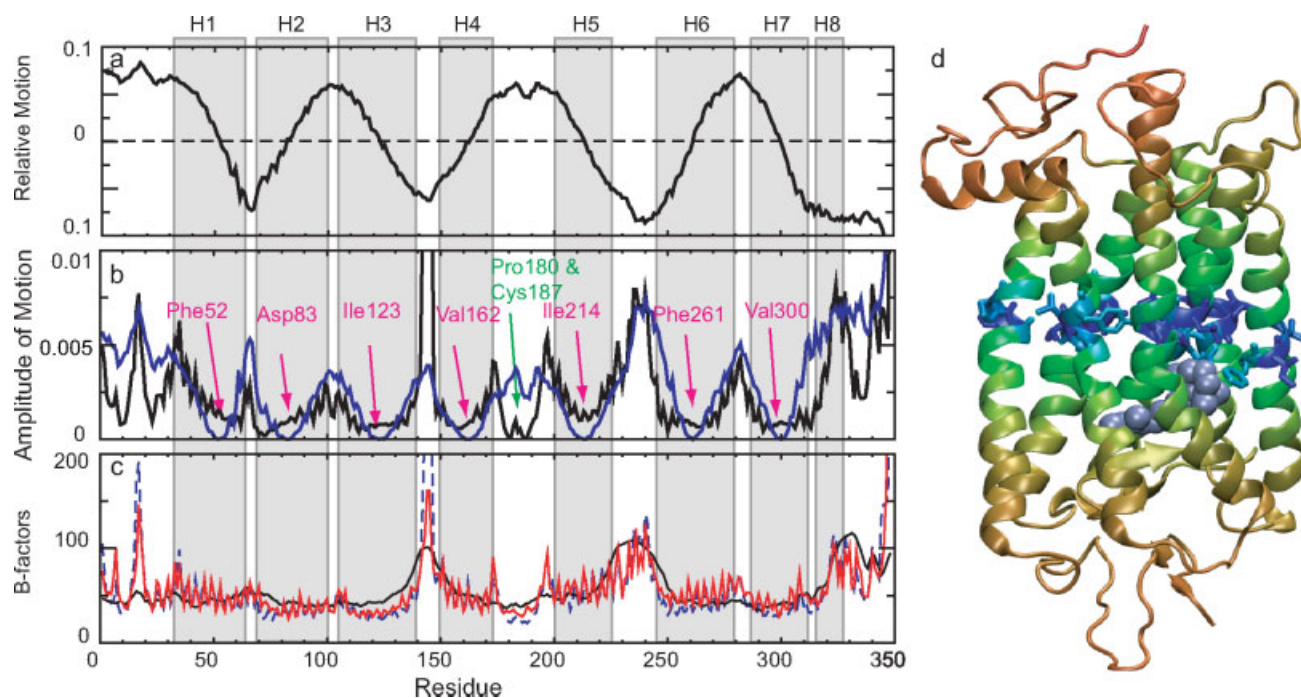 H1 H2 H3 H4 H5 H6 H7 H8
a
0.1
0
0.1
Relative Motion
b
0.01
0.005
0
Amplitude of Motion
Phe52
Asp83
Ile123
Val162
Pro180 &
Cys187
Ile214
Phe261
Val300
c
200
100
0
B-factors
0 50 100 150 200 250 300 350
Residue
d